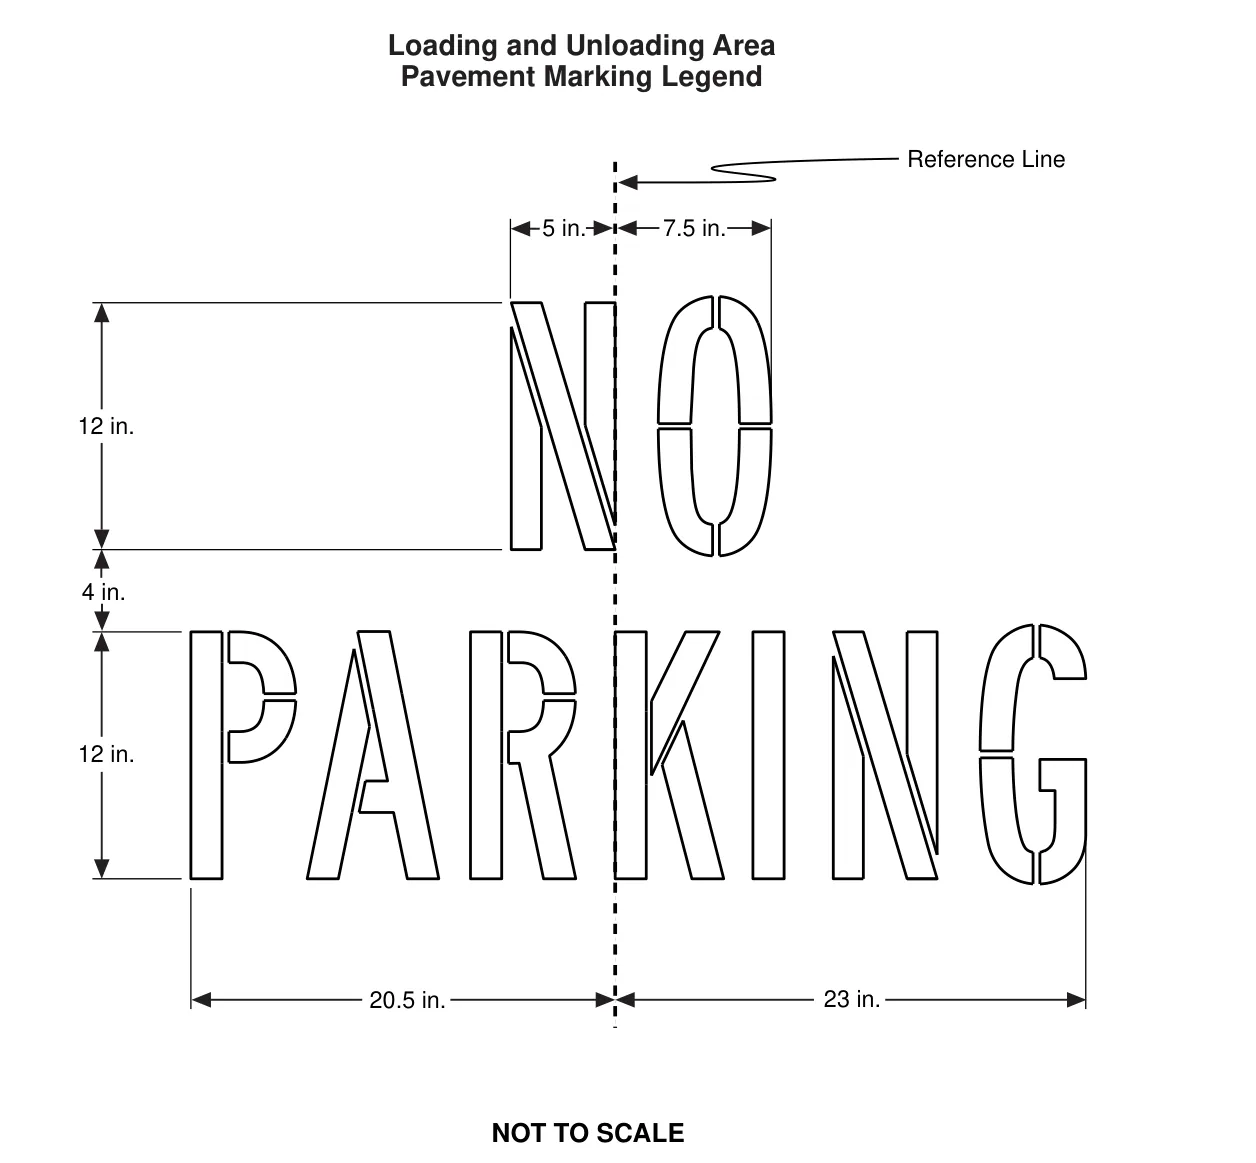 Loading and Unloading Area
Pavement Marking Legend
Reference Line
5 in.
7.5 in.
NO
12 in.
4 in.
PARKING
12 in.
20.5 in.
23 in.
NOT TO SCALE